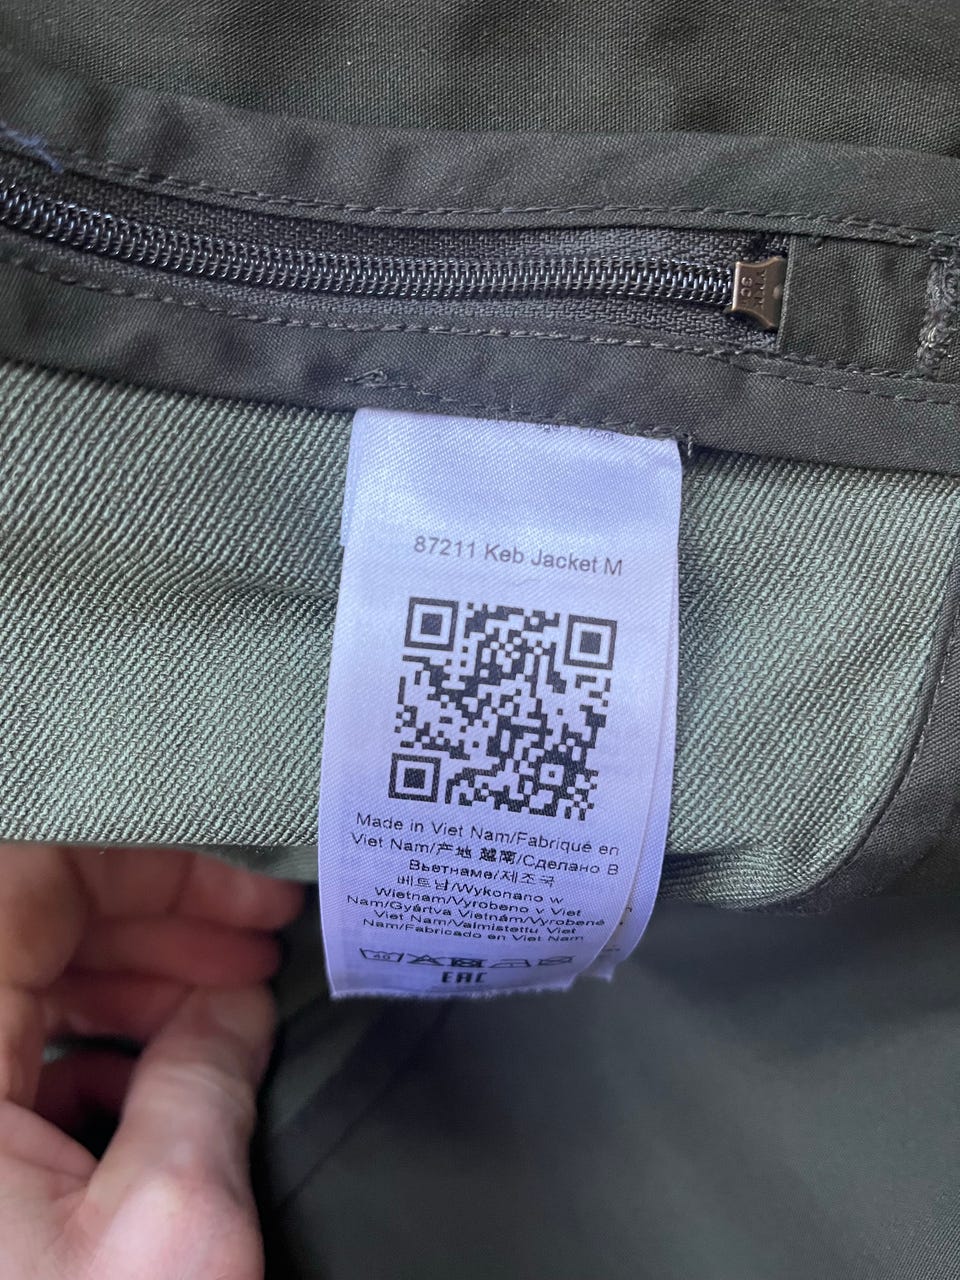 YKK
87211 Keb Jacket M
Made in Viet Nam/Fabriqué en
Viet Nam/产地 越南/Сделано в
Вьетнаме/제조국
베트남/Wykonano w
Wietnam/Vyrobeno v Viet
Nam/Gyártva Vietnám/Vyrobené
Viet Nam/Valmistettu Viet
Nam/Fabricado en Viet Nam
40
EAC